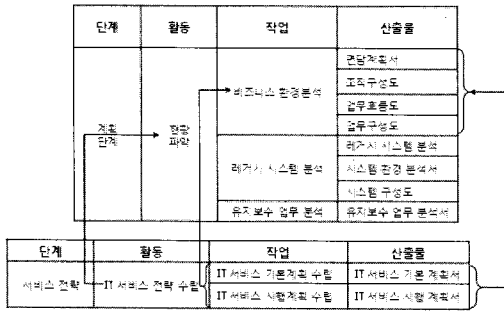 단계 활동 작업 산출물
면담계획서
조직구성도
비즈니스 환경분석
업무흐름도
업무구성도
계획
단계
현황
파악
레거시 시스템 분석
레거시 시스템 분석
시스템 환경 분석서
시스템 구성도
유지보수 업무 분석 유지보수 업무 분석서
단계 활동 작업 산출물
서비스 전략 IT 서비스 전략 수립
IT 서비스 기본계획 수립 IT 서비스 기본 계획서
IT 서비스 시행계획 수립 IT 서비스 시행 계획서